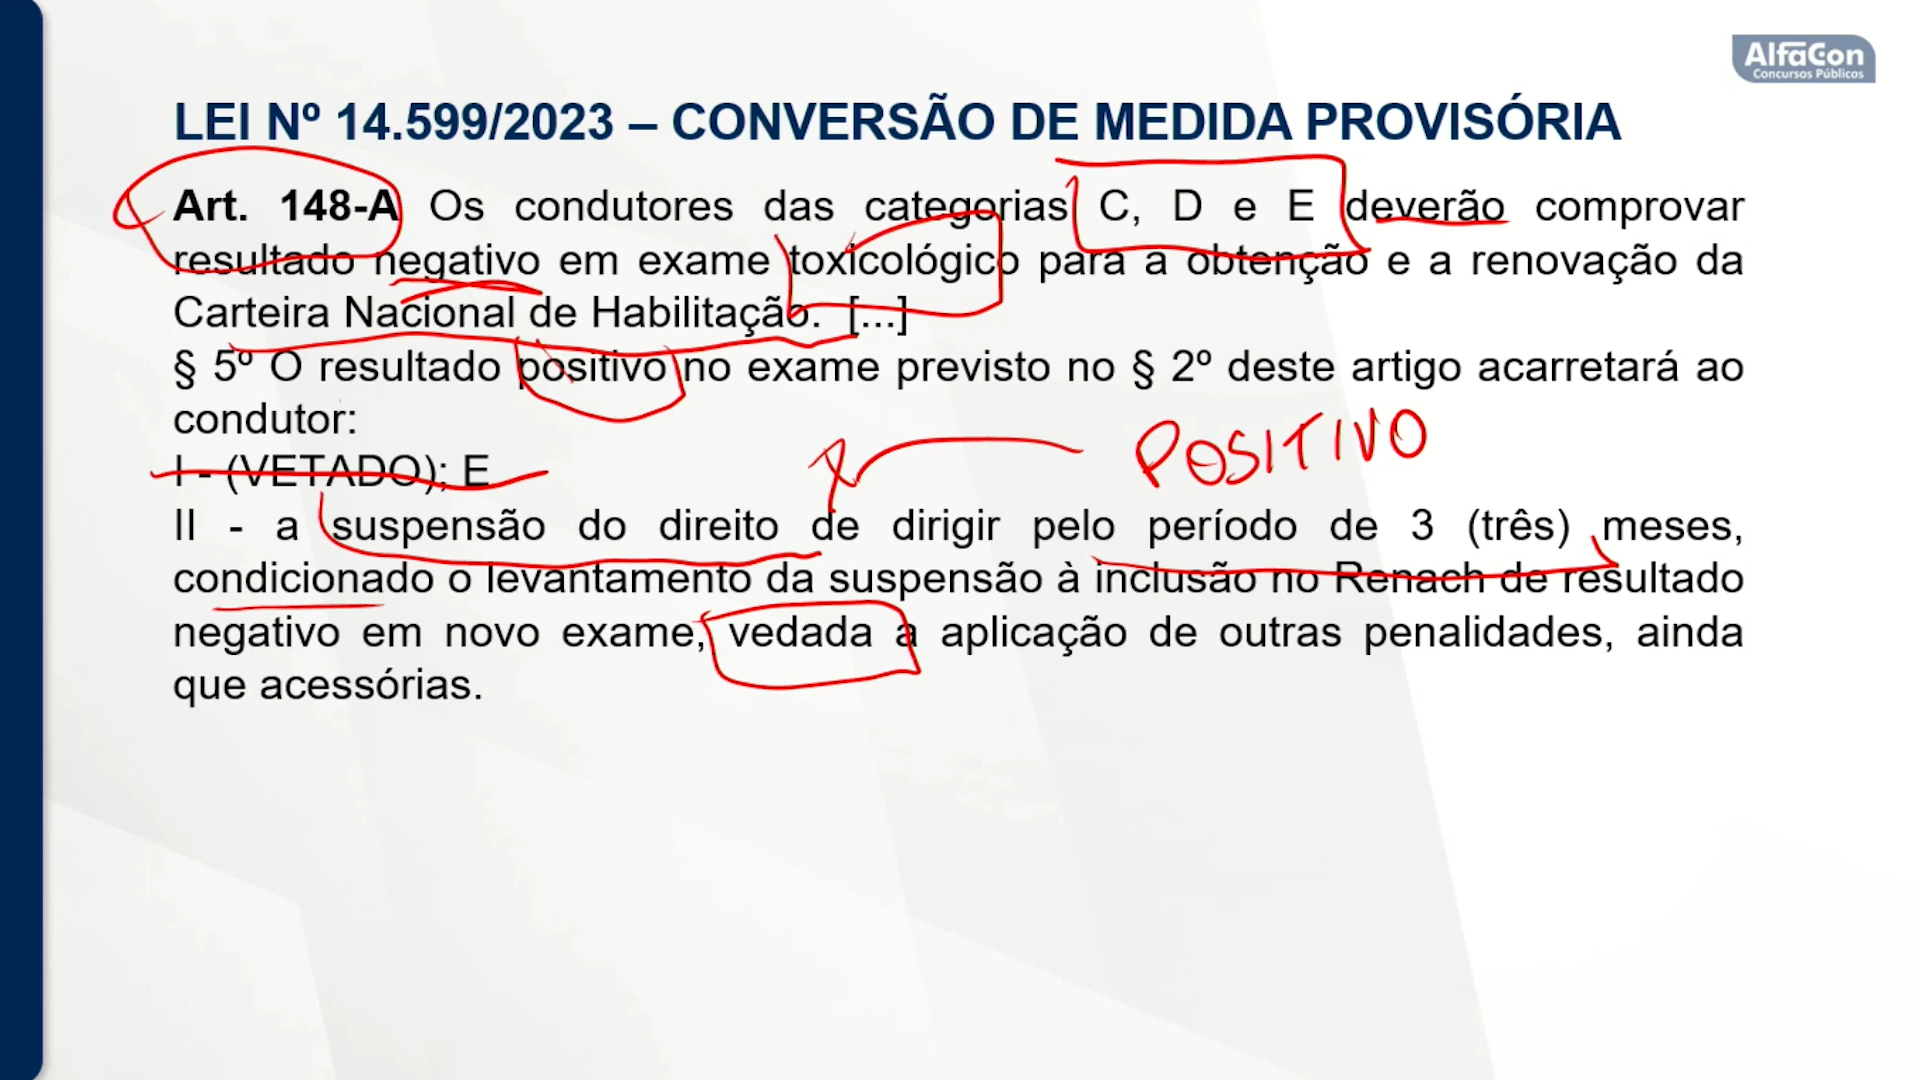 AlfaCon
Concursos Públicos
LEI Nº 14.599/2023 – CONVERSÃO DE MEDIDA PROVISÓRIA
Art. 148-A Os condutores das categorias C, D e E deverão comprovar
resultado negativo em exame toxicológico para a obtenção e a renovação da
Carteira Nacional de Habilitação. [...]
§ 5º O resultado positivo no exame previsto no § 2º deste artigo acarretará ao
condutor:
POSITIVO
I - (VETADO); E
II - a suspensão do direito de dirigir pelo período de 3 (três) meses,
condicionado o levantamento da suspensão à inclusão no Renach de resultado
negativo em novo exame, vedada a aplicação de outras penalidades, ainda
que acessórias.